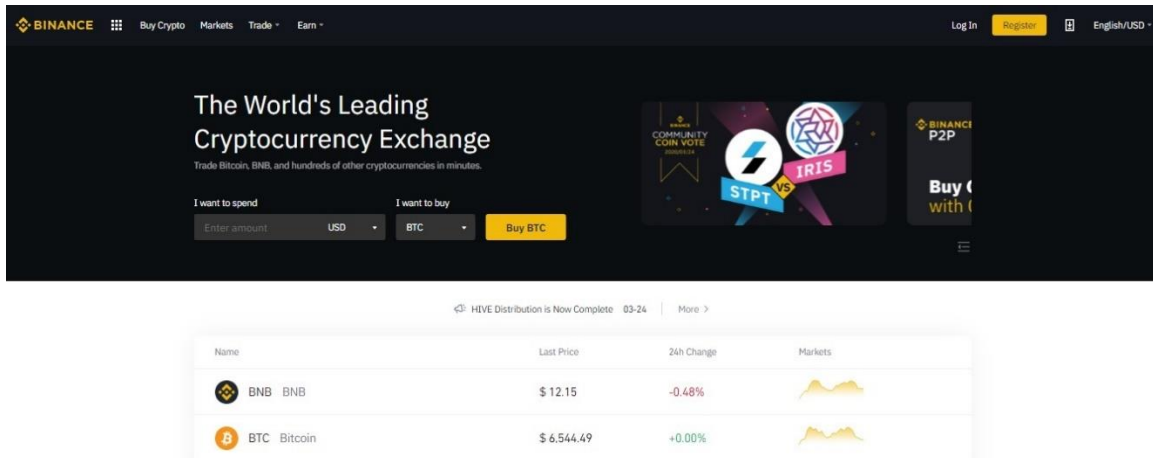 BINANCE Buy Crypto Markets Trade Earn Log In Register English/USD
The World's Leading
Cryptocurrency Exchange
Trade Bitcoin, BNB, and hundreds of other cryptocurrencies in minutes.
I want to spend I want to buy
Enter amount USD BTC Buy BTC
BINANCE
COMMUNITY
COIN VOTE
2020/03/24
STPT VS IRIS
BINANCE
P2P
Buy
with
HIVE Distribution is Now Complete 03-24 More
Name Last Price 24h Change Markets
BNB BNB $ 12.15 -0.48%
BTC Bitcoin $ 6,544.49 +0.00%